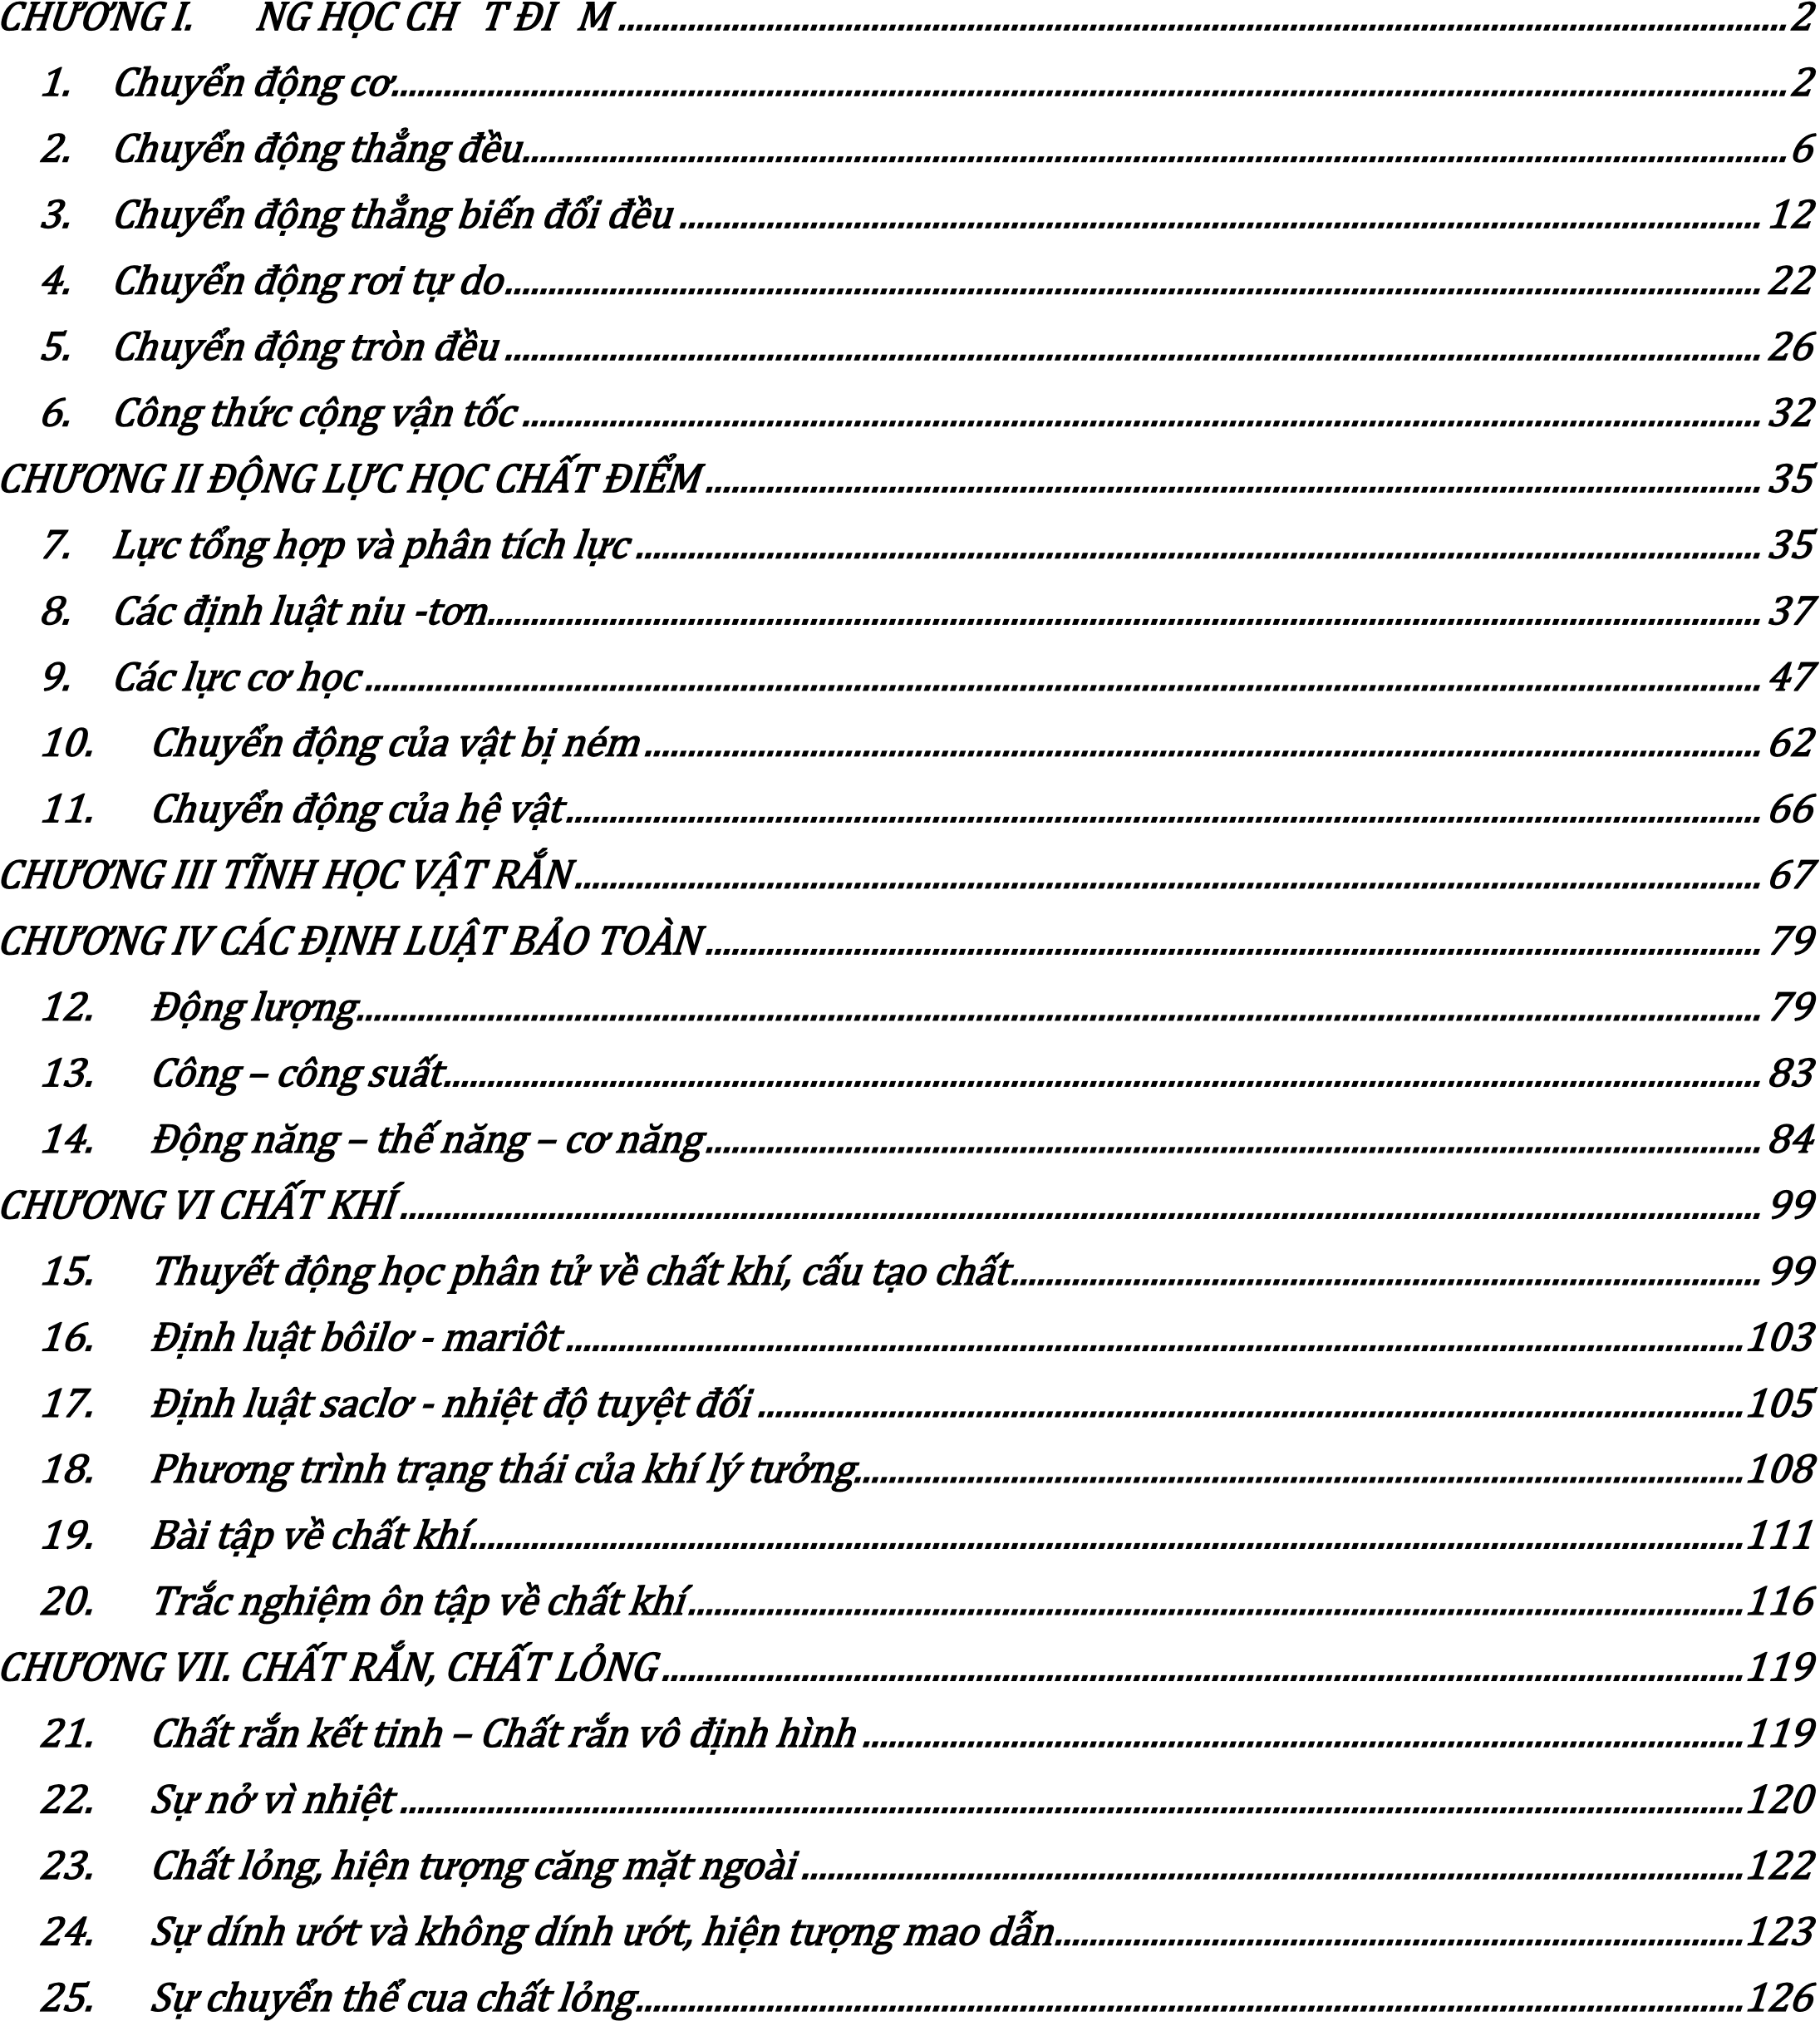 CHƯƠNG I. NG HỌC CH T ĐI M 2
1. Chuyển động cơ 2
2. Chuyển động thẳng đều 6
3. Chuyển động thẳng biến đổi đều 12
4. Chuyển động rơi tự do 22
5. Chuyển động tròn đều 26
6. Công thức cộng vận tốc 32
CHƯƠNG II ĐỘNG LỰC HỌC CHẤT ĐIỂM 35
7. Lực tổng hợp và phân tích lực 35
8. Các định luật niu -tơn 37
9. Các lực cơ học 47
10. Chuyển động của vật bị ném 62
11. Chuyển động của hệ vật 66
CHƯƠNG III TĨNH HỌC VẬT RẮN 67
CHƯƠNG IV CÁC ĐỊNH LUẬT BẢO TOÀN 79
12. Động lượng 79
13. Công – công suất 83
14. Động năng – thế năng – cơ năng 84
CHƯƠNG VI CHẤT KHÍ 99
15. Thuyết động học phân tử về chất khí, cấu tạo chất 99
16. Định luật bôilơ - mariôt 103
17. Định luật saclơ - nhiệt độ tuyệt đối 105
18. Phương trình trạng thái của khí lý tưởng 108
19. Bài tập về chất khí 111
20. Trắc nghiệm ôn tập về chất khí 116
CHƯƠNG VII. CHẤT RẮN, CHẤT LỎNG 119
21. Chất rắn kết tinh – Chất rắn vô định hình 119
22. Sự nở vì nhiệt 120
23. Chất lỏng, hiện tượng căng mặt ngoài 122
24. Sự dính ướt và không dính ướt, hiện tượng mao dẫn 123
25. Sự chuyển thể cua chất lỏng 126